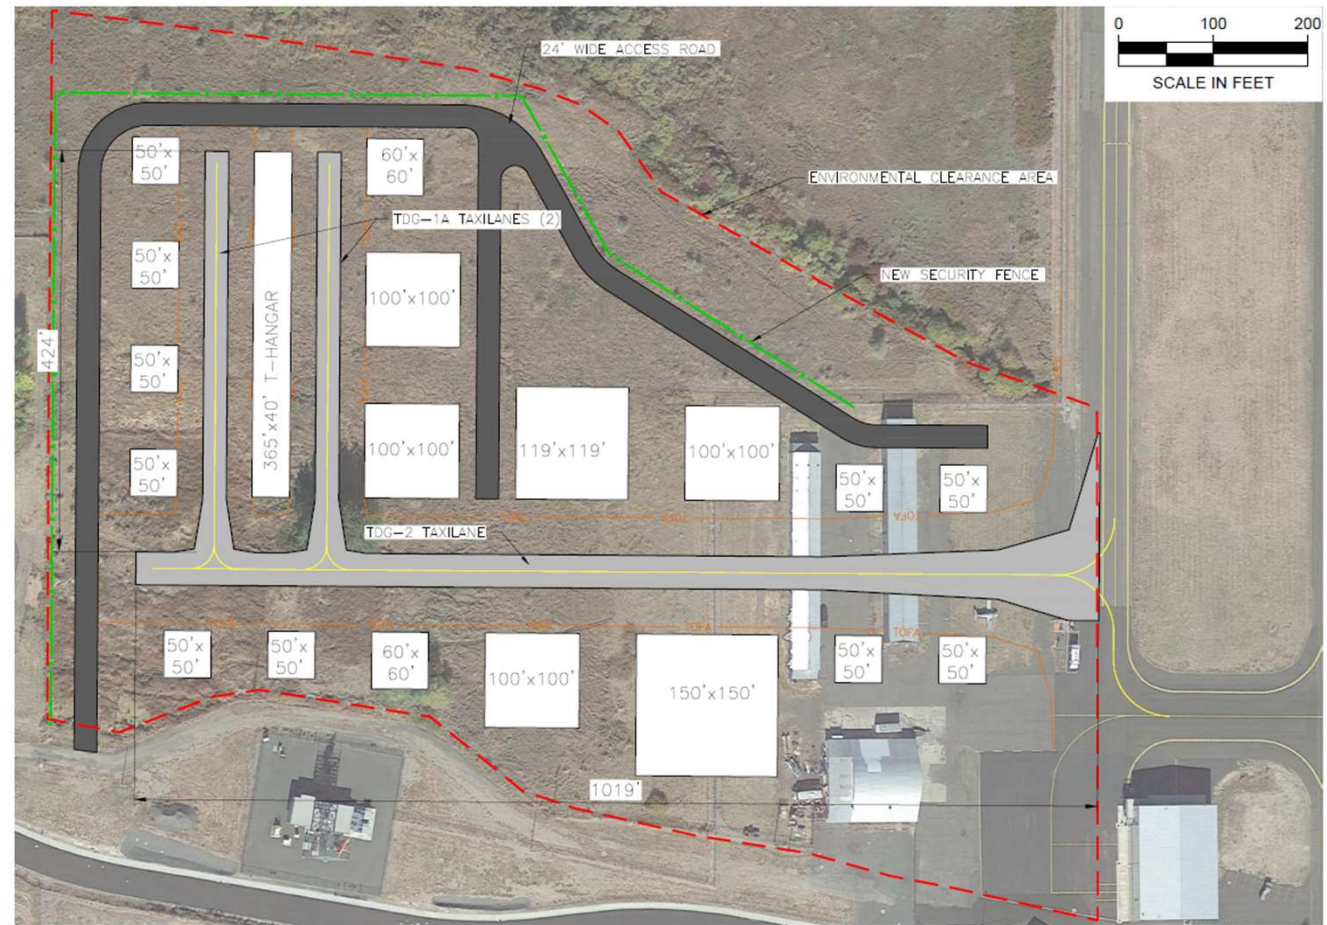 0 100 200
SCALE IN FEET
24' WIDE ACCESS ROAD
50'x
50'
60'x
60'
ENVIRONMENTAL CLEARANCE AREA
TDG-1A TAXILANES (2)
50'x
50'
NEW SECURITY FENCE
100'x100'
424'
365'x40' T-HANGAR
50'x
50'
100'x100'
119'x119'
100'x100'
50'x
50'
50'x
50'
50'x
50'
TOFA
TOFA
TDG-2 TAXILANE
TOFA
TOFA
50'x
50'
50'x
50'
60'x
60'
100'x100'
150'x150'
50'x
50'
50'x
50'
1019'